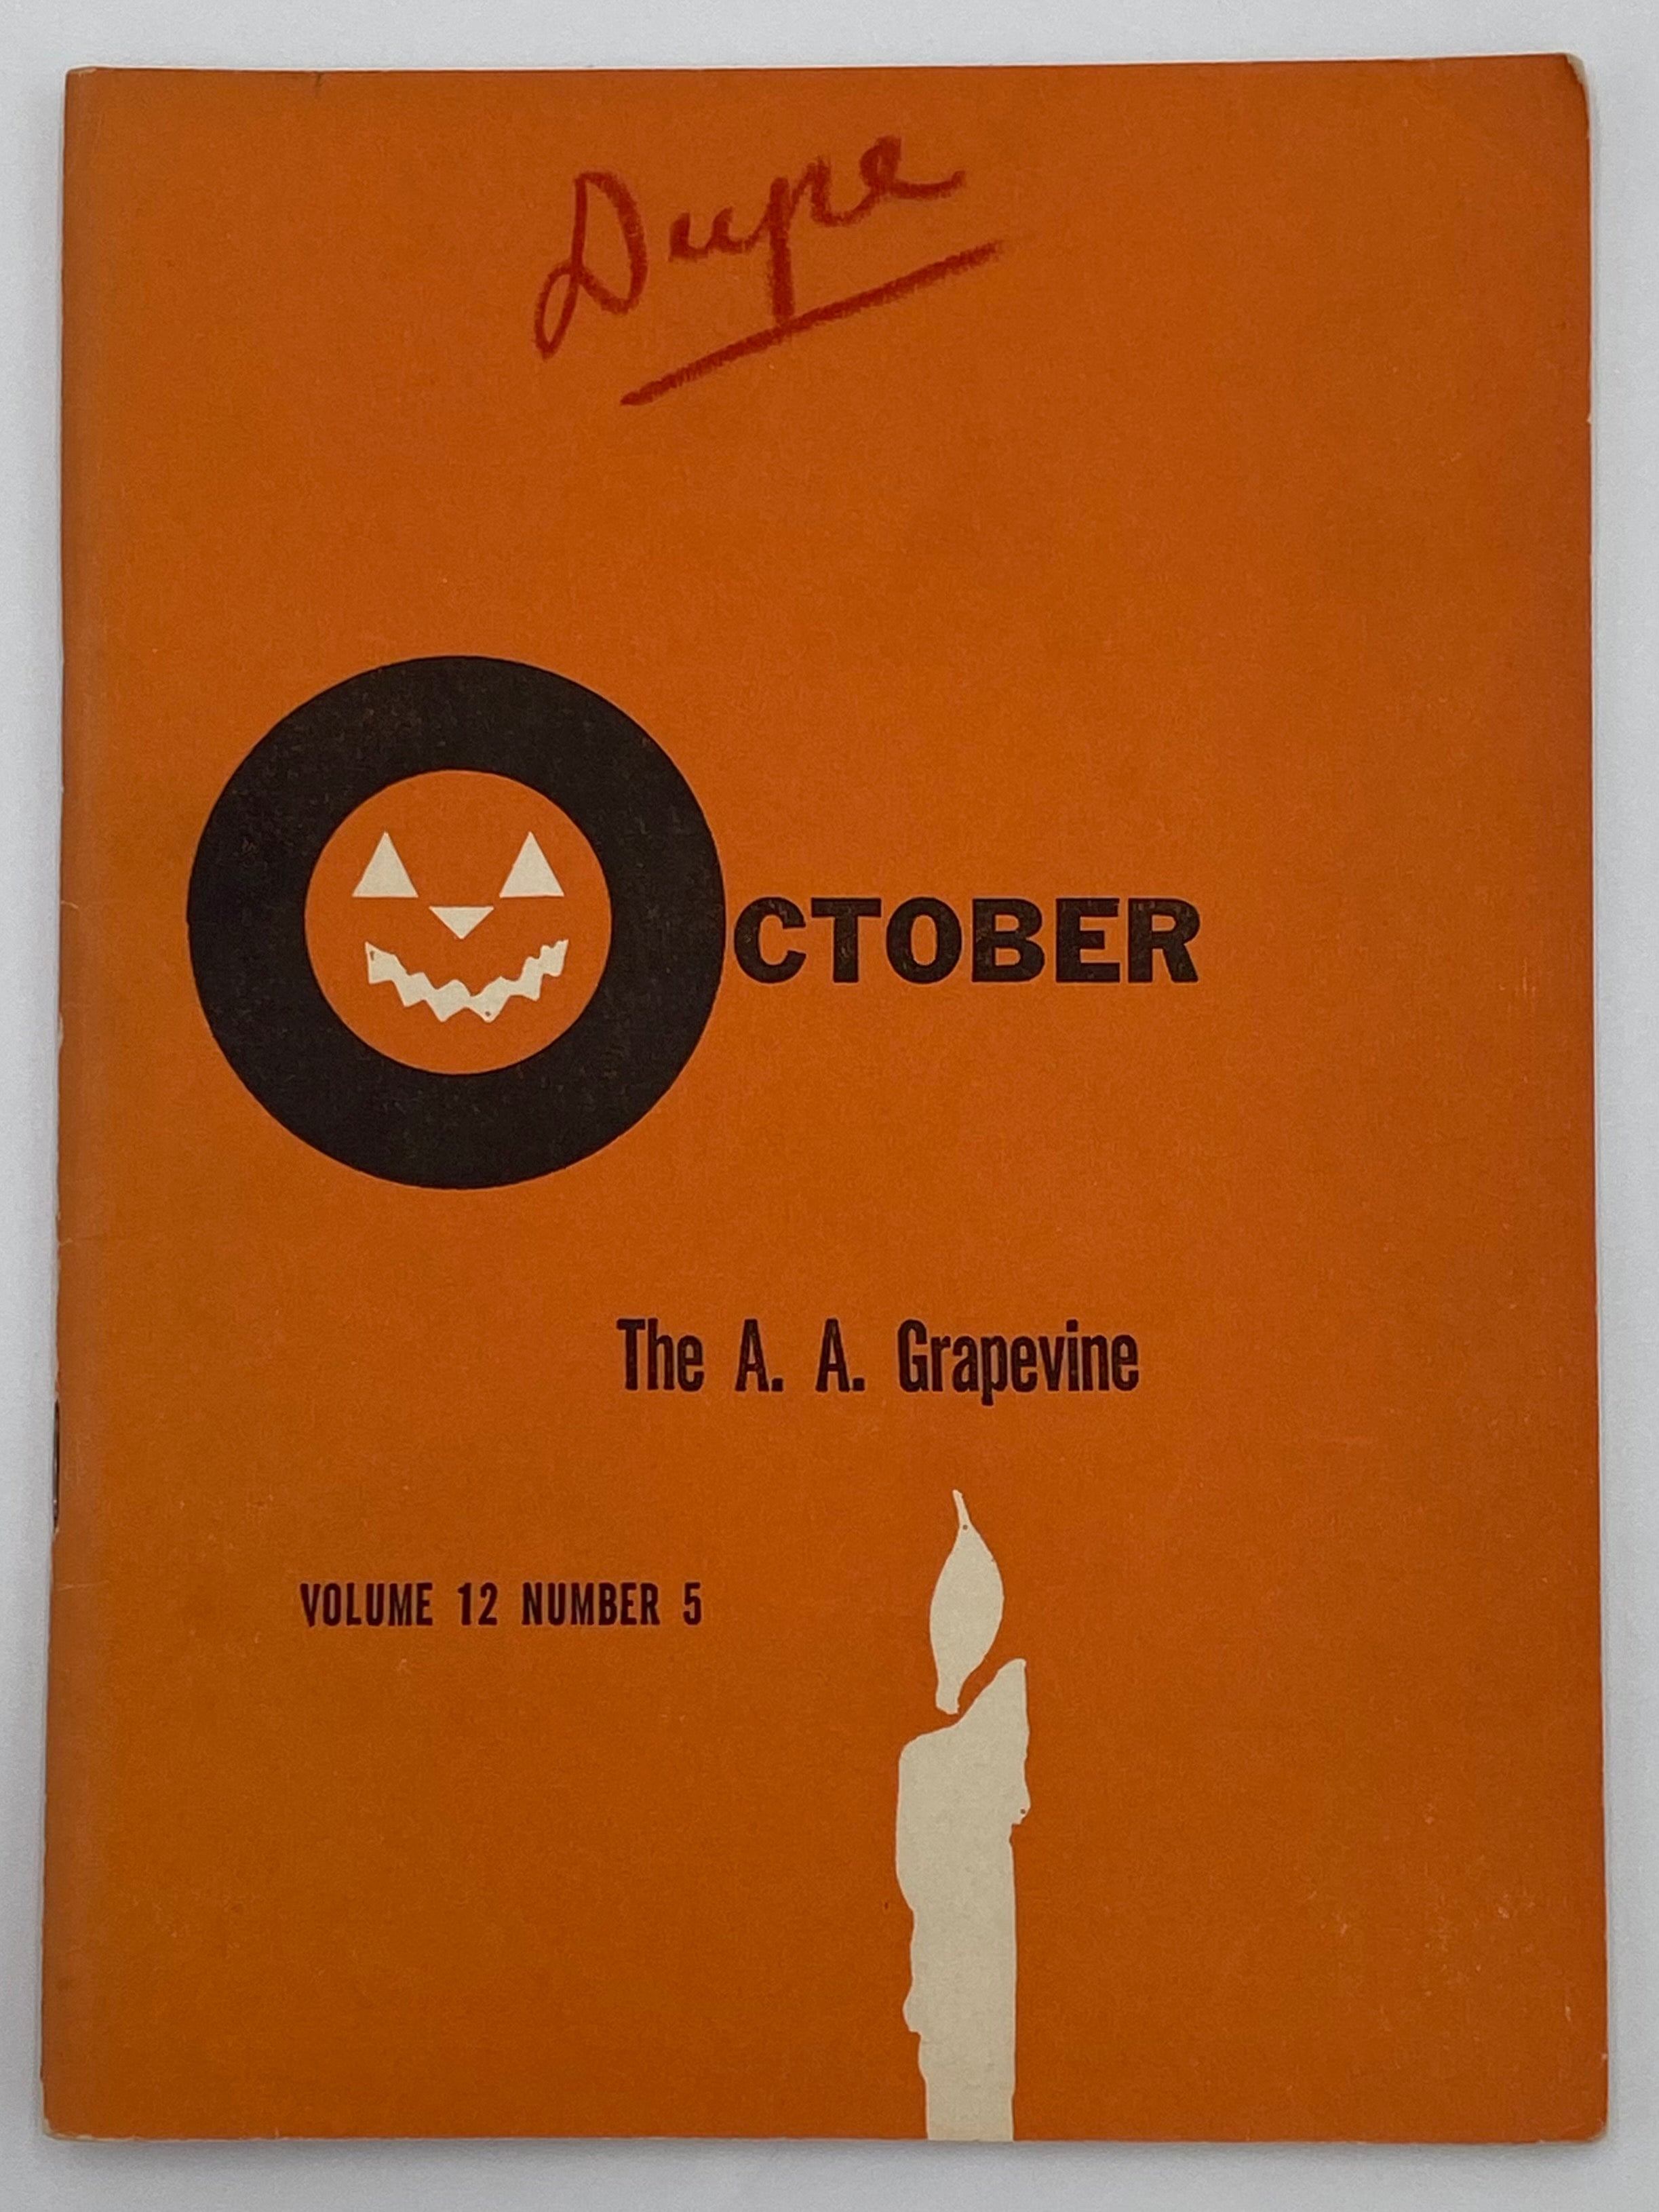 Dupe
OCTOBER
The A. A. Grapevine
VOLUME 12 NUMBER 5